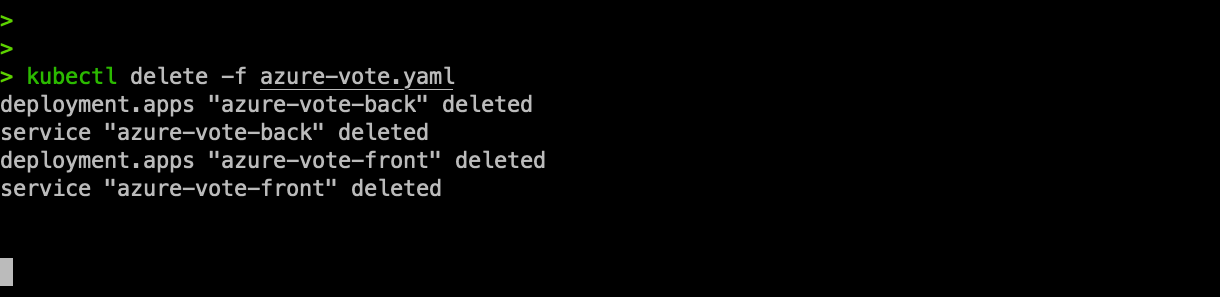 >
>
> kubectl delete -f azure-vote.yaml
deployment.apps "azure-vote-back" deleted
service "azure-vote-back" deleted
deployment.apps "azure-vote-front" deleted
service "azure-vote-front" deleted